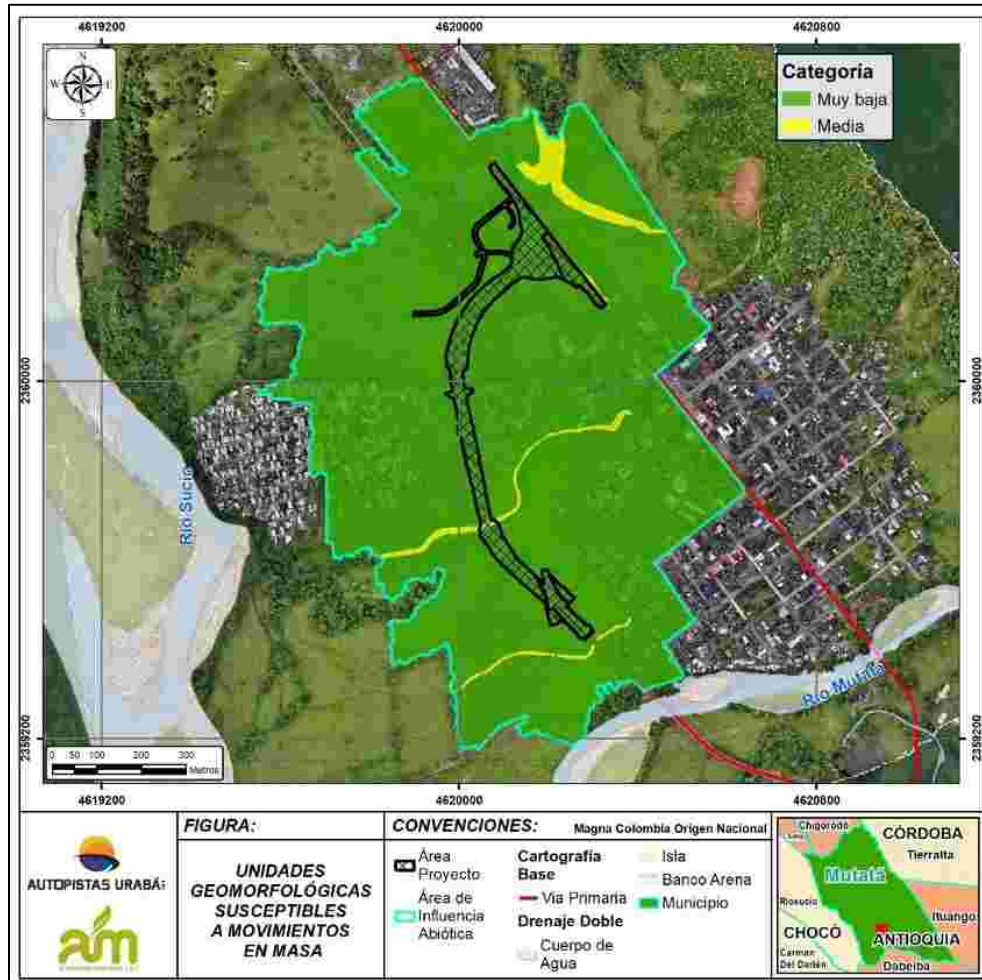 4619200
4620000
4620800
N
W
E
S
Categoría
Muy baja
Media
2360000
2360000
Río Sucio
Río Mutatá
2359200
2359200
0 50 100 200 300
Metros
4619200
4620000
4620800
AUTOPISTAS URABÁ
FIGURA:
UNIDADES
GEOMORFOLÓGICAS
SUSCEPTIBLES
A MOVIMIENTOS
EN MASA
CONVENCIONES:
Magna Colombia Origen Nacional
Área
Proyecto
Área de
Influencia
Abiótica
Cartografía
Base
Via Primaria
Drenaje Doble
Cuerpo de
Agua
Isla
Banco Arena
Municipio
Chigorodó
CÓRDOBA
Tierralta
Mutatá
Riosucio
Ituango
CHOCÓ
ANTIOQUIA
Carmen
Del Darién
Dabeiba